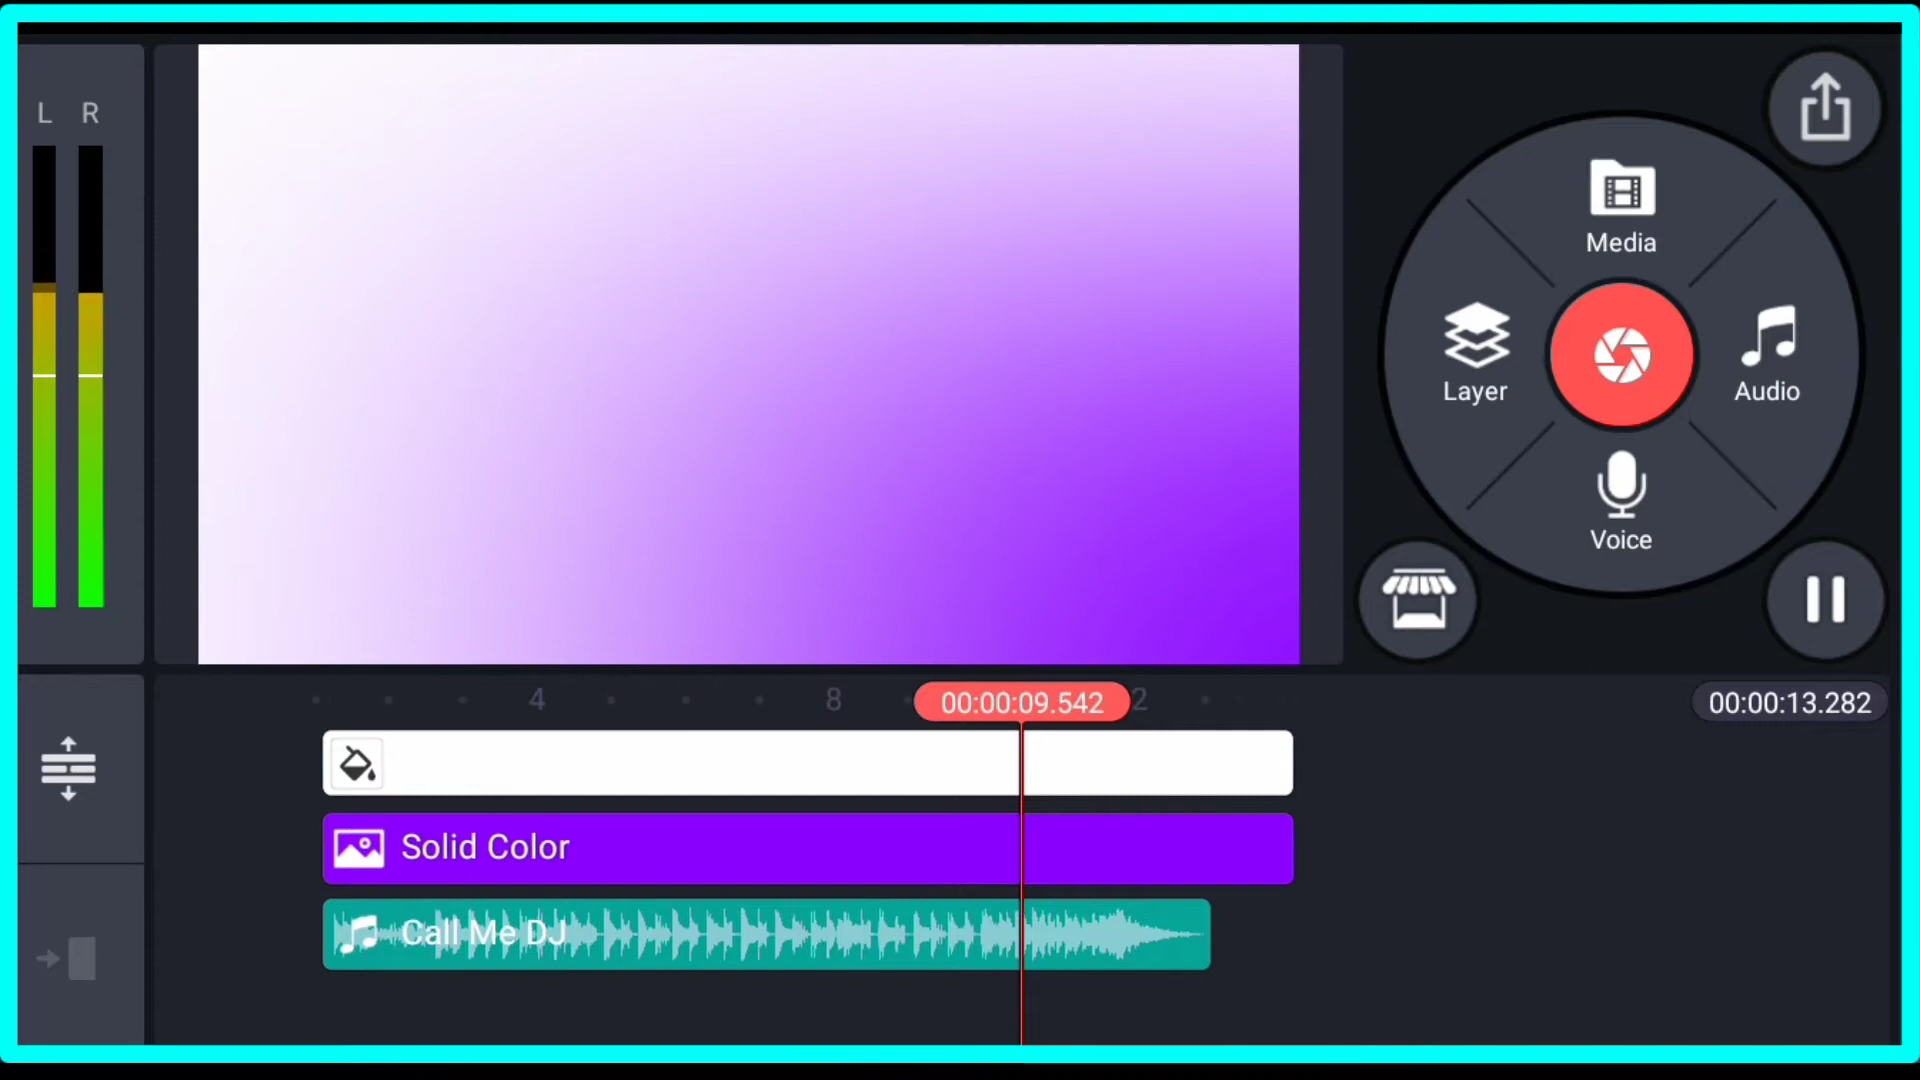 L R
Media
Layer
Audio
Voice
4 8 00:00:09.542 2 00:00:13.282
Solid Color
Call Me DJ